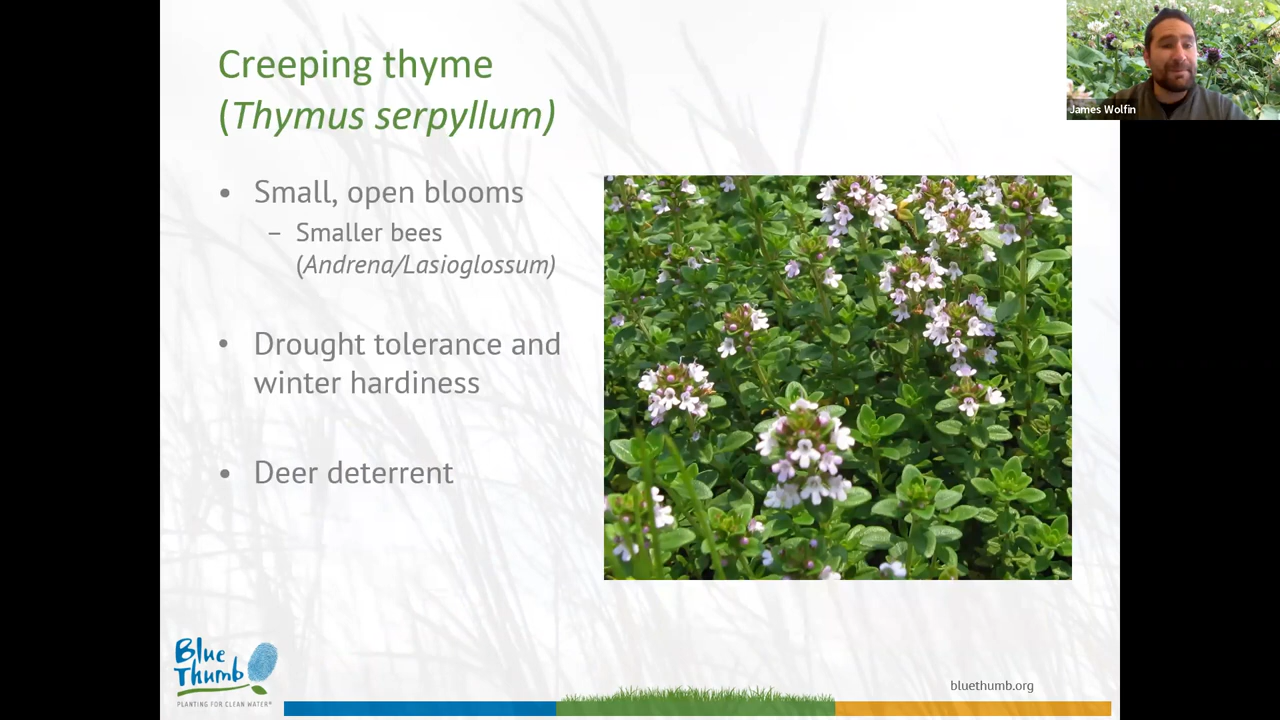 Creeping thyme
(Thymus serpyllum)
• Small, open blooms
– Smaller bees
(Andrena/Lasioglossum)
• Drought tolerance and
winter hardiness
• Deer deterrent
James Wolfin
Blue
Thumb
PLANTING FOR CLEAN WATER®
bluethumb.org